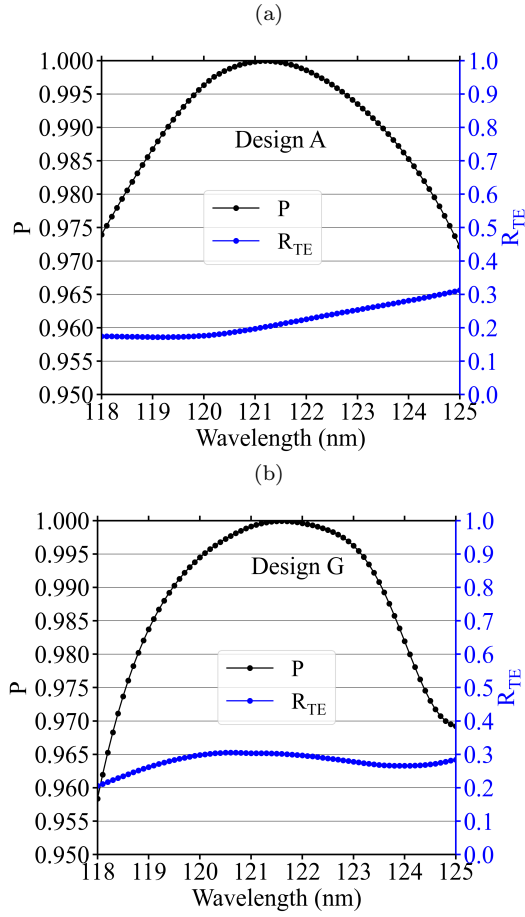 (a)
1.000 1.0
0.995 0.9
0.990 0.8
Design A
0.985 0.7
0.980 0.6
P
0.975 0.5
R_TE
0.970 0.4
0.965 0.3
0.960 0.2
0.955 0.1
0.950 0.0
P
R_TE
118 119 120 121 122 123 124 125
Wavelength (nm)
(b)
1.000 1.0
0.995 0.9
Design G
0.990 0.8
0.985 0.7
0.980 0.6
P
0.975 0.5
R_TE
0.970 0.4
0.965 0.3
0.960 0.2
0.955 0.1
0.950 0.0
P
R_TE
118 119 120 121 122 123 124 125
Wavelength (nm)